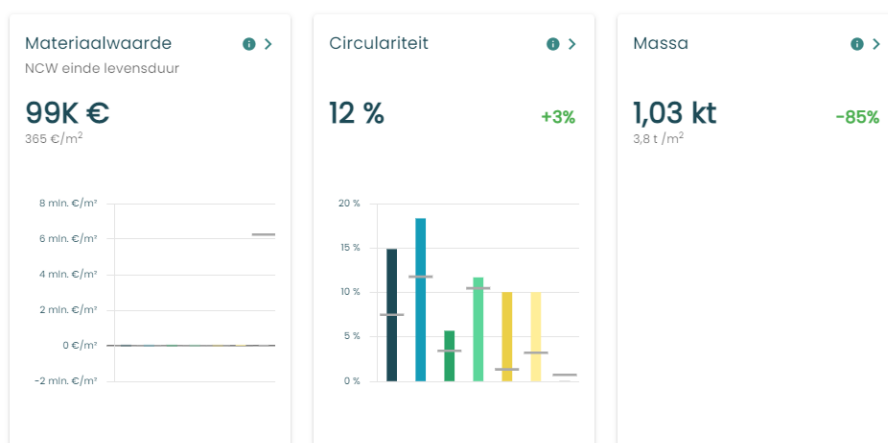 Materiaalwaarde
NCW einde levensduur
99K €
365 €/m²
8 mln. €/m²
6 mln. €/m²
4 mln. €/m²
2 mln. €/m²
0 €/m²
-2 mln. €/m²
Circulariteit
12 %
+3%
20 %
15 %
10 %
5 %
0 %
Massa
1,03 kt
-85%
3,8 t /m²